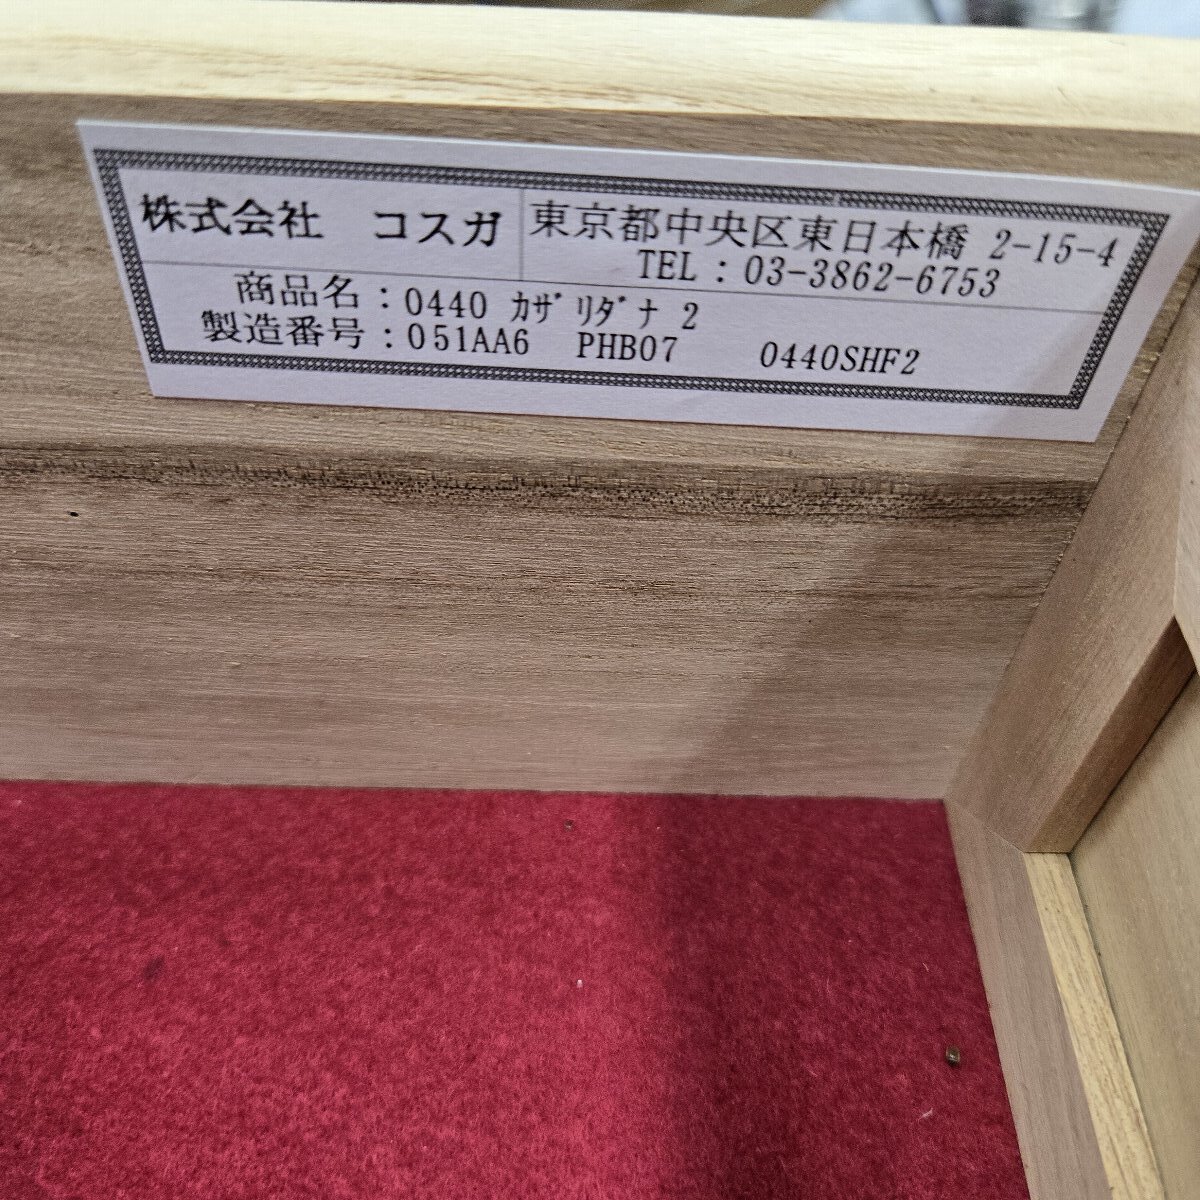 株式会社　コスガ
東京都中央区東日本橋 2-15-4
TEL : 03-3862-6753
商品名 : 0440 ｶｻﾞﾘﾀﾞﾅ 2
製造番号 : 051AA6 PHB07 0440SHF2